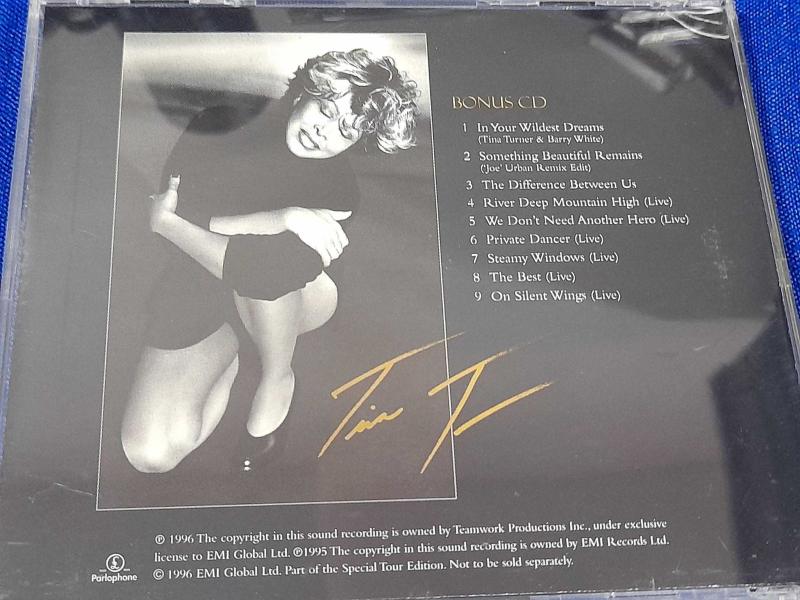 BONUS CD
1 In Your Wildest Dreams
(Tina Turner & Barry White)
2 Something Beautiful Remains
('Joe' Urban Remix Edit)
3 The Difference Between Us
4 River Deep Mountain High (Live)
5 We Don't Need Another Hero (Live)
6 Private Dancer (Live)
7 Steamy Windows (Live)
8 The Best (Live)
9 On Silent Wings (Live)
Tina T
℗ 1996 The copyright in this sound recording is owned by Teamwork Productions Inc., under exclusive
license to EMI Global Ltd. ℗1995 The copyright in this sound recording is owned by EMI Records Ltd.
© 1996 EMI Global Ltd. Part of the Special Tour Edition. Not to be sold separately.
Parlophone